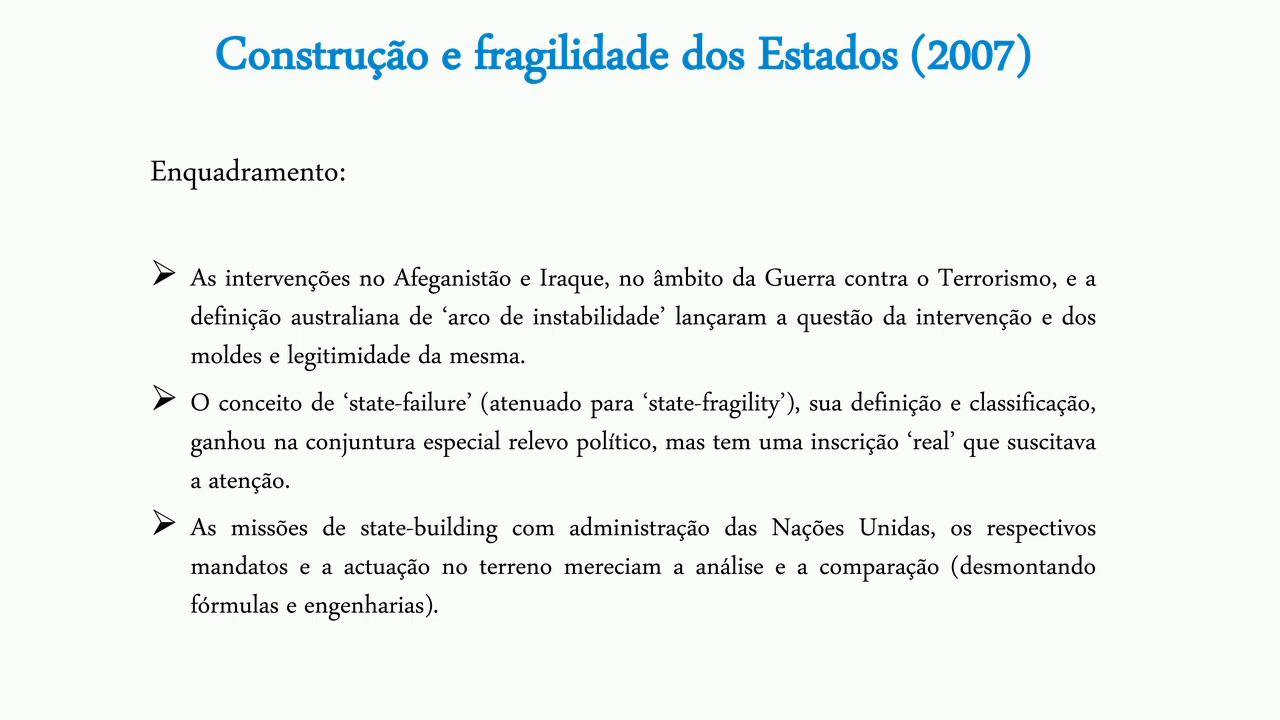 Construção e fragilidade dos Estados (2007)
Enquadramento:
➢ As intervenções no Afeganistão e Iraque, no âmbito da Guerra contra o Terrorismo, e a
definição australiana de ‘arco de instabilidade’ lançaram a questão da intervenção e dos
moldes e legitimidade da mesma.
➢ O conceito de ‘state-failure’ (atenuado para ‘state-fragility’), sua definição e classificação,
ganhou na conjuntura especial relevo político, mas tem uma inscrição ‘real’ que suscitava
a atenção.
➢ As missões de state-building com administração das Nações Unidas, os respectivos
mandatos e a actuação no terreno mereciam a análise e a comparação (desmontando
fórmulas e engenharias).